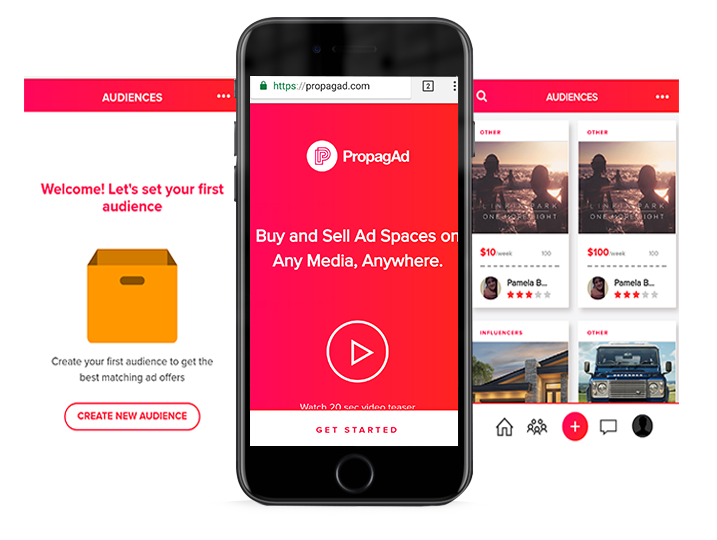 AUDIENCES
Welcome! Let's set your first
audience
Create your first audience to get the
best matching ad offers
CREATE NEW AUDIENCE
https://propagad.com
2
PropagAd
Buy and Sell Ad Spaces on
Any Media, Anywhere.
Watch 20 sec video teaser
GET STARTED
AUDIENCES
OTHER
LINKIN PARK
ONE MORE LIGHT
$10/week 100
Pamela B...
OTHER
LINKIN PARK
ONE MORE LIGHT
$100/week 100
Pamela B...
INFLUENCERS
OTHER